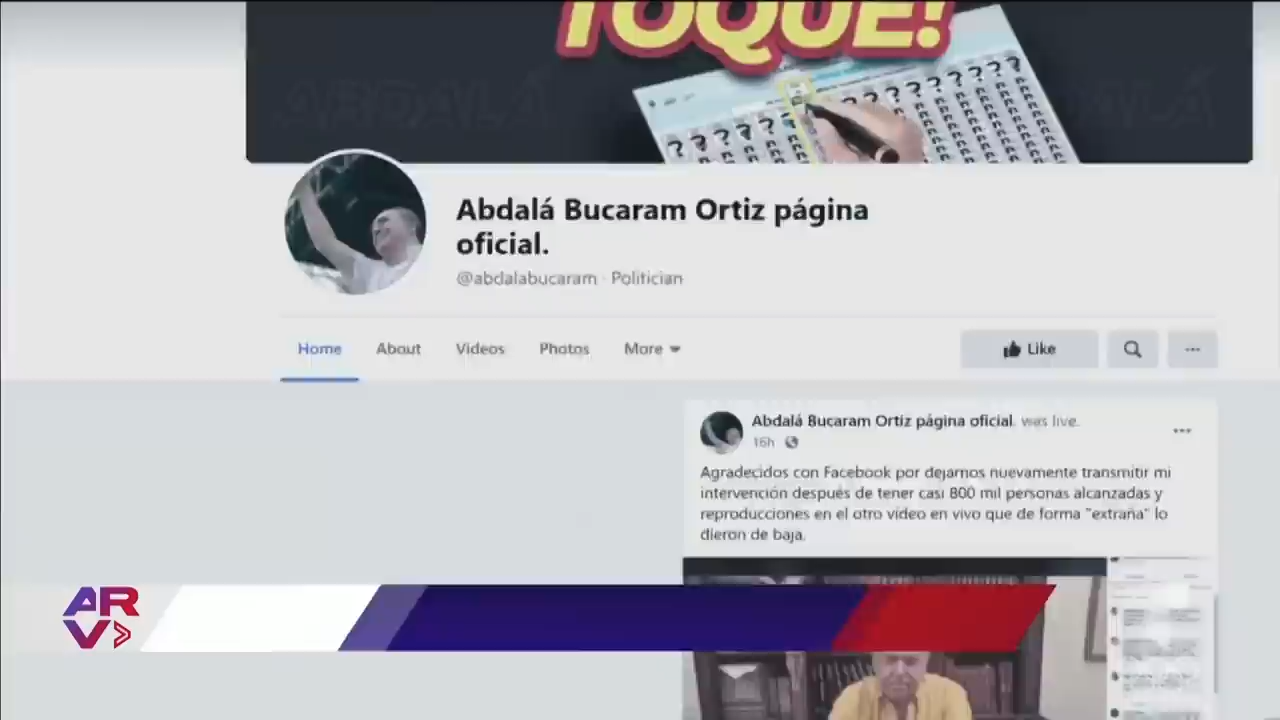 ¡TOQUE!
Abdalá Bucaram Ortiz página
oficial.
@abdalabucaram · Politician
Home About Videos Photos More
Like
Abdalá Bucaram Ortiz página oficial. was live.
16h
Agradecidos con Facebook por dejarnos nuevamente transmitir mi
intervención después de tener casi 800 mil personas alcanzadas y
reproducciones en el otro vídeo en vivo que de forma "extraña" lo
dieron de baja.
ARV